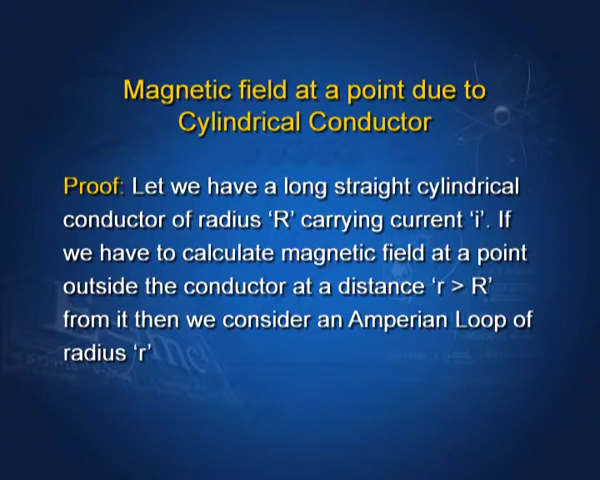 Magnetic field at a point due to
Cylindrical Conductor
Proof: Let we have a long straight cylindrical
conductor of radius ‘R’ carrying current ‘i’. If
we have to calculate magnetic field at a point
outside the conductor at a distance ‘r > R’
from it then we consider an Amperian Loop of
radius ‘r’
mc